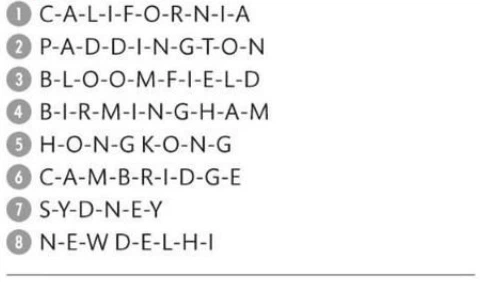 1 C-A-L-I-F-O-R-N-I-A
2 P-A-D-D-I-N-G-T-O-N
3 B-L-O-O-M-F-I-E-L-D
4 B-I-R-M-I-N-G-H-A-M
5 H-O-N-G K-O-N-G
6 C-A-M-B-R-I-D-G-E
7 S-Y-D-N-E-Y
8 N-E-W D-E-L-H-I